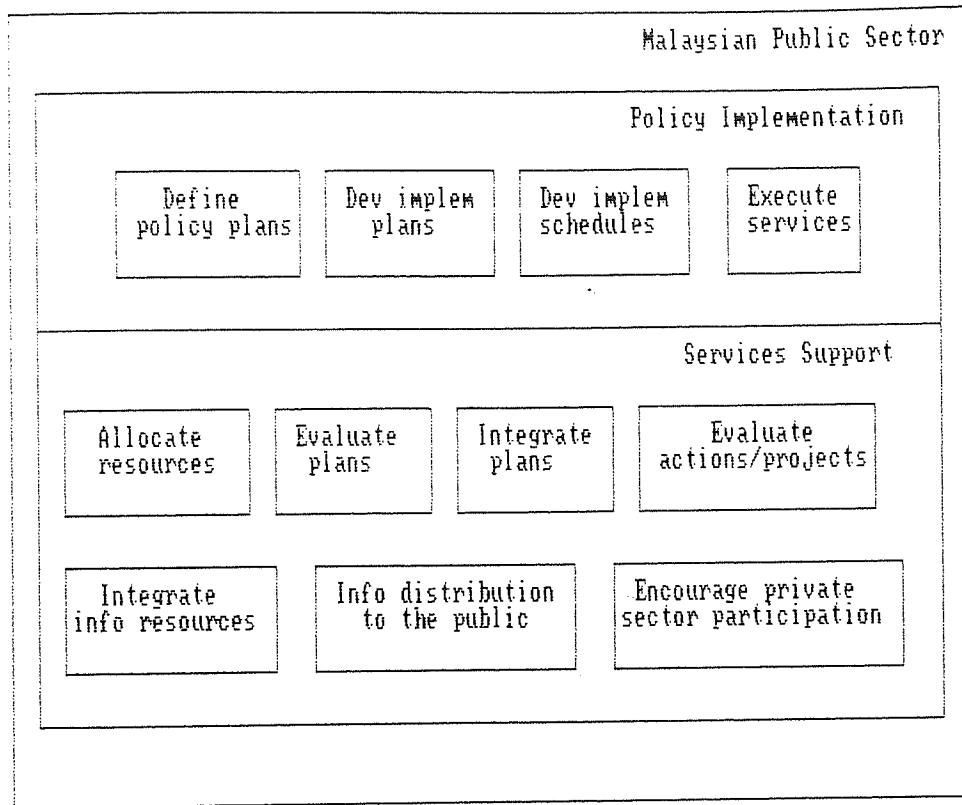 Malaysian Public Sector
Policy Implementation
Define
policy plans
Dev implem
plans
Dev implem
schedules
Execute
services
Services Support
Allocate
resources
Evaluate
plans
Integrate
plans
Evaluate
actions/projects
Integrate
info resources
Info distribution
to the public
Encourage private
sector participation